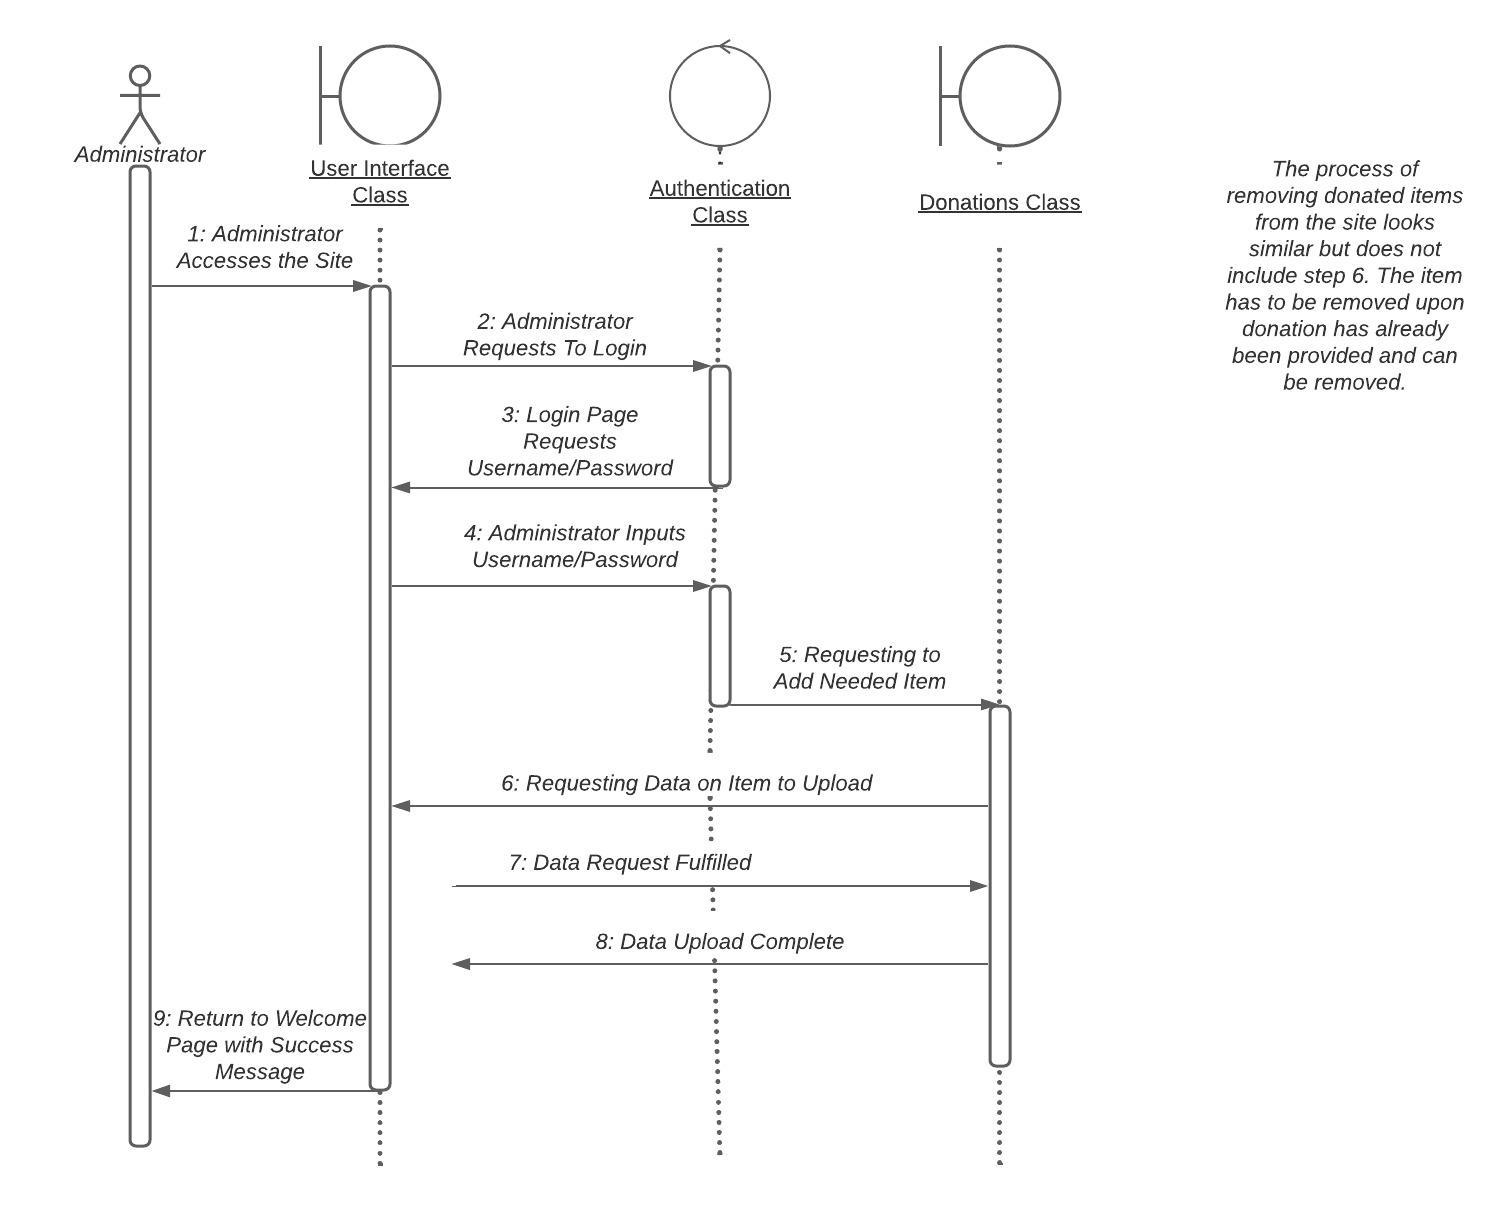 Administrator
User Interface
Class
Authentication
Class
Donations Class
The process of
removing donated items
from the site looks
similar but does not
include step 6. The item
has to be removed upon
donation has already
been provided and can
be removed.
1: Administrator
Accesses the Site
2: Administrator
Requests To Login
3: Login Page
Requests
Username/Password
4: Administrator Inputs
Username/Password
5: Requesting to
Add Needed Item
6: Requesting Data on Item to Upload
7: Data Request Fulfilled
8: Data Upload Complete
9: Return to Welcome
Page with Success
Message